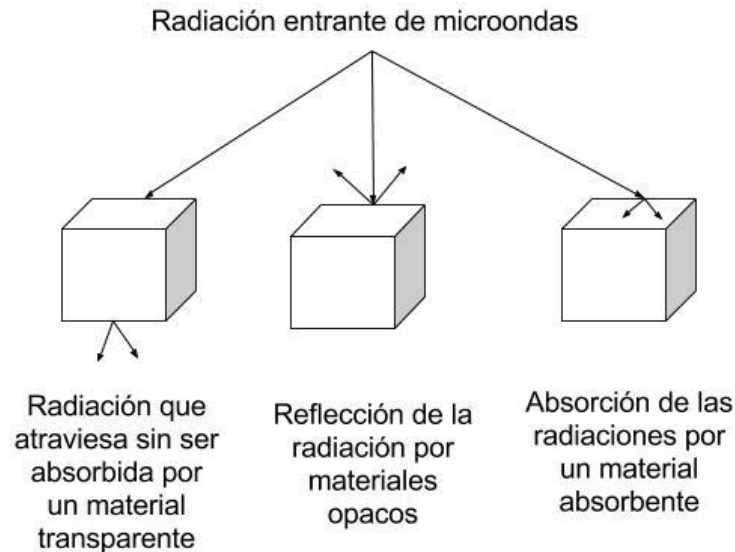 Radiación entrante de microondas
Radiación que
atraviesa sin ser
absorbida por
un material
transparente
Reflección de la
radiación por
materiales
opacos
Absorción de las
radiaciones por
un material
absorbente